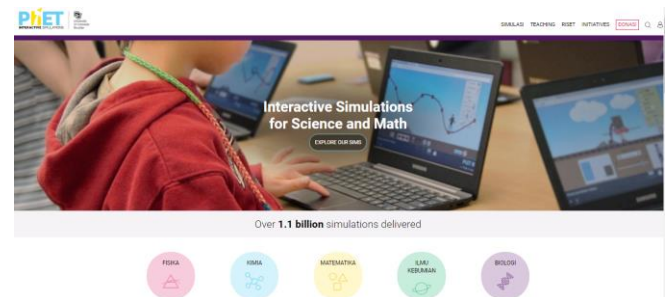 PhET
INTERACTIVE SIMULATIONS
SIMULASI TEACHING RISET INITIATIVES DONASI
Interactive Simulations
for Science and Math
EXPLORE OUR SIMS
Over 1.1 billion simulations delivered
FISIKA KIMIA MATEMATIKA ILMU KEBUMIAN BIOLOGI